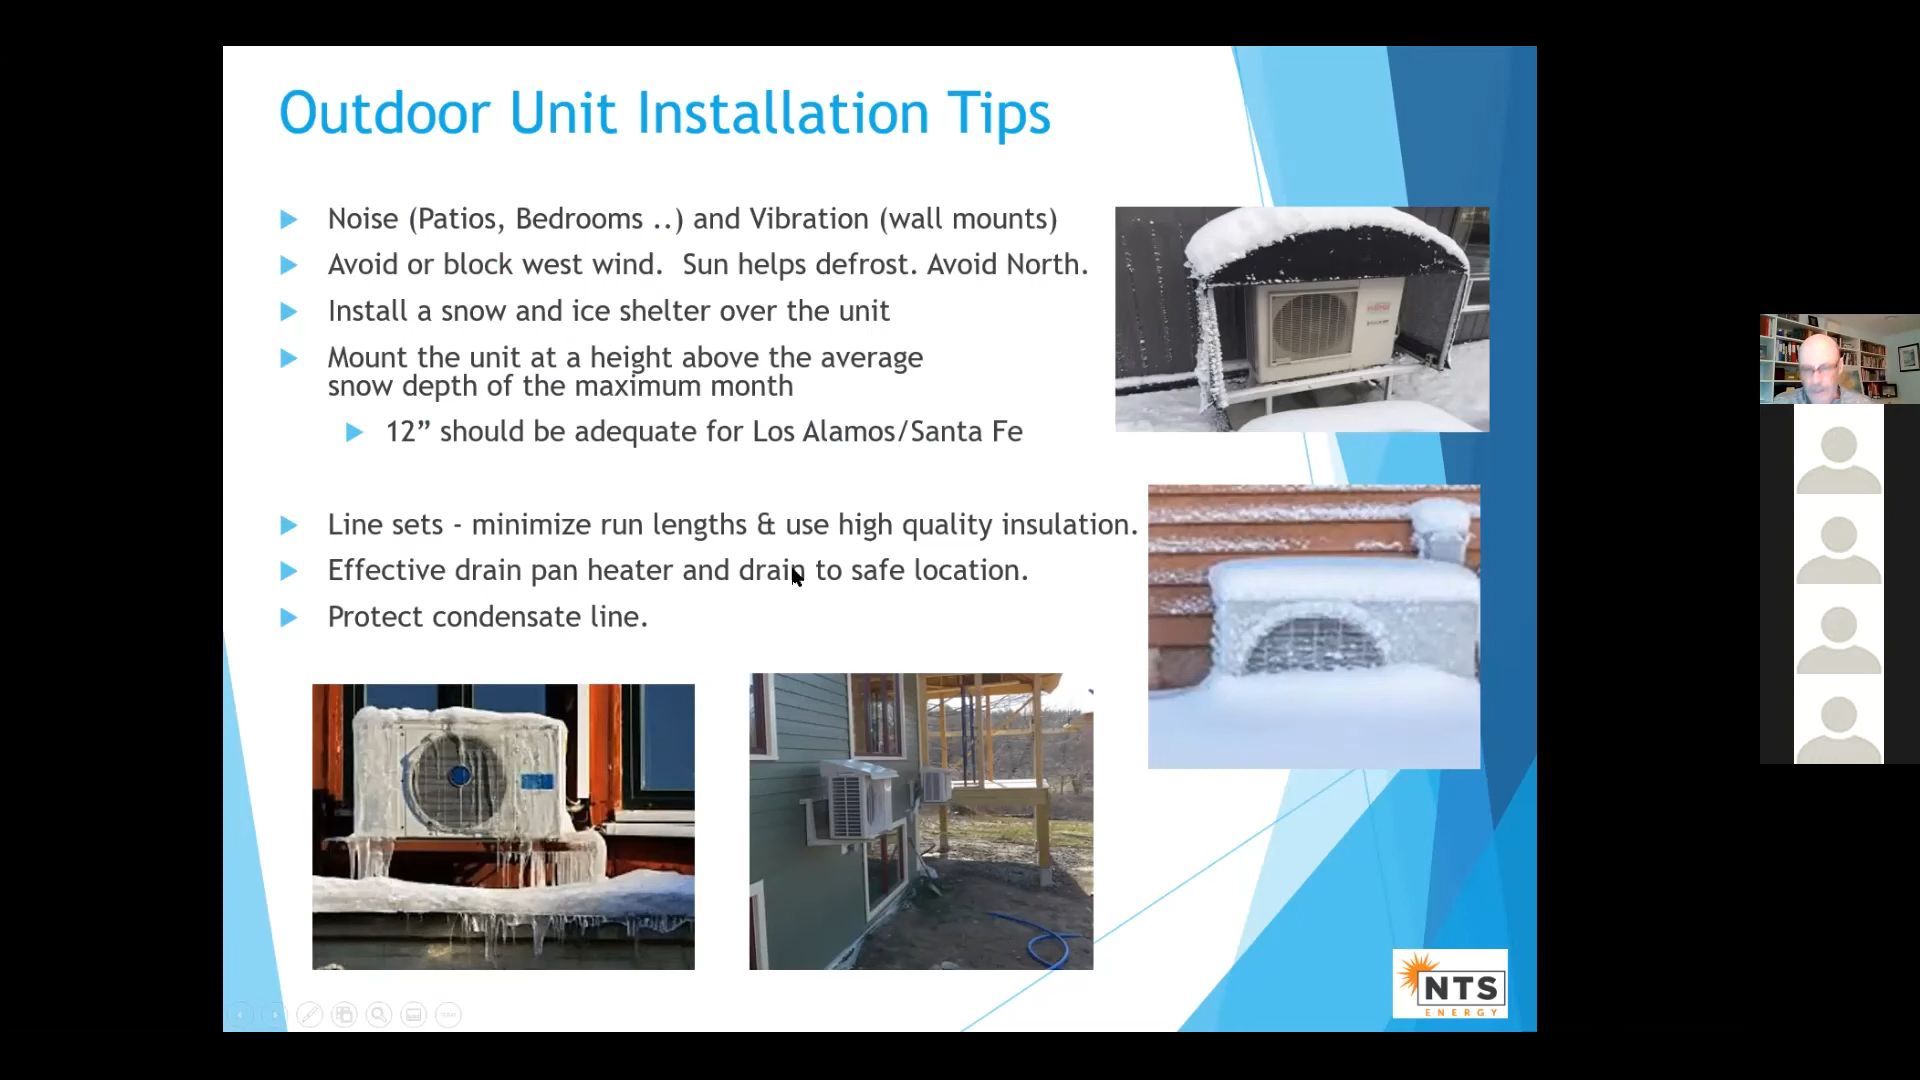 Outdoor Unit Installation Tips
Noise (Patios, Bedrooms ..) and Vibration (wall mounts)
Avoid or block west wind.  Sun helps defrost. Avoid North.
Install a snow and ice shelter over the unit
Mount the unit at a height above the average
snow depth of the maximum month
12” should be adequate for Los Alamos/Santa Fe
Line sets - minimize run lengths & use high quality insulation.
Effective drain pan heater and drain to safe location.
Protect condensate line.
NTS
ENERGY